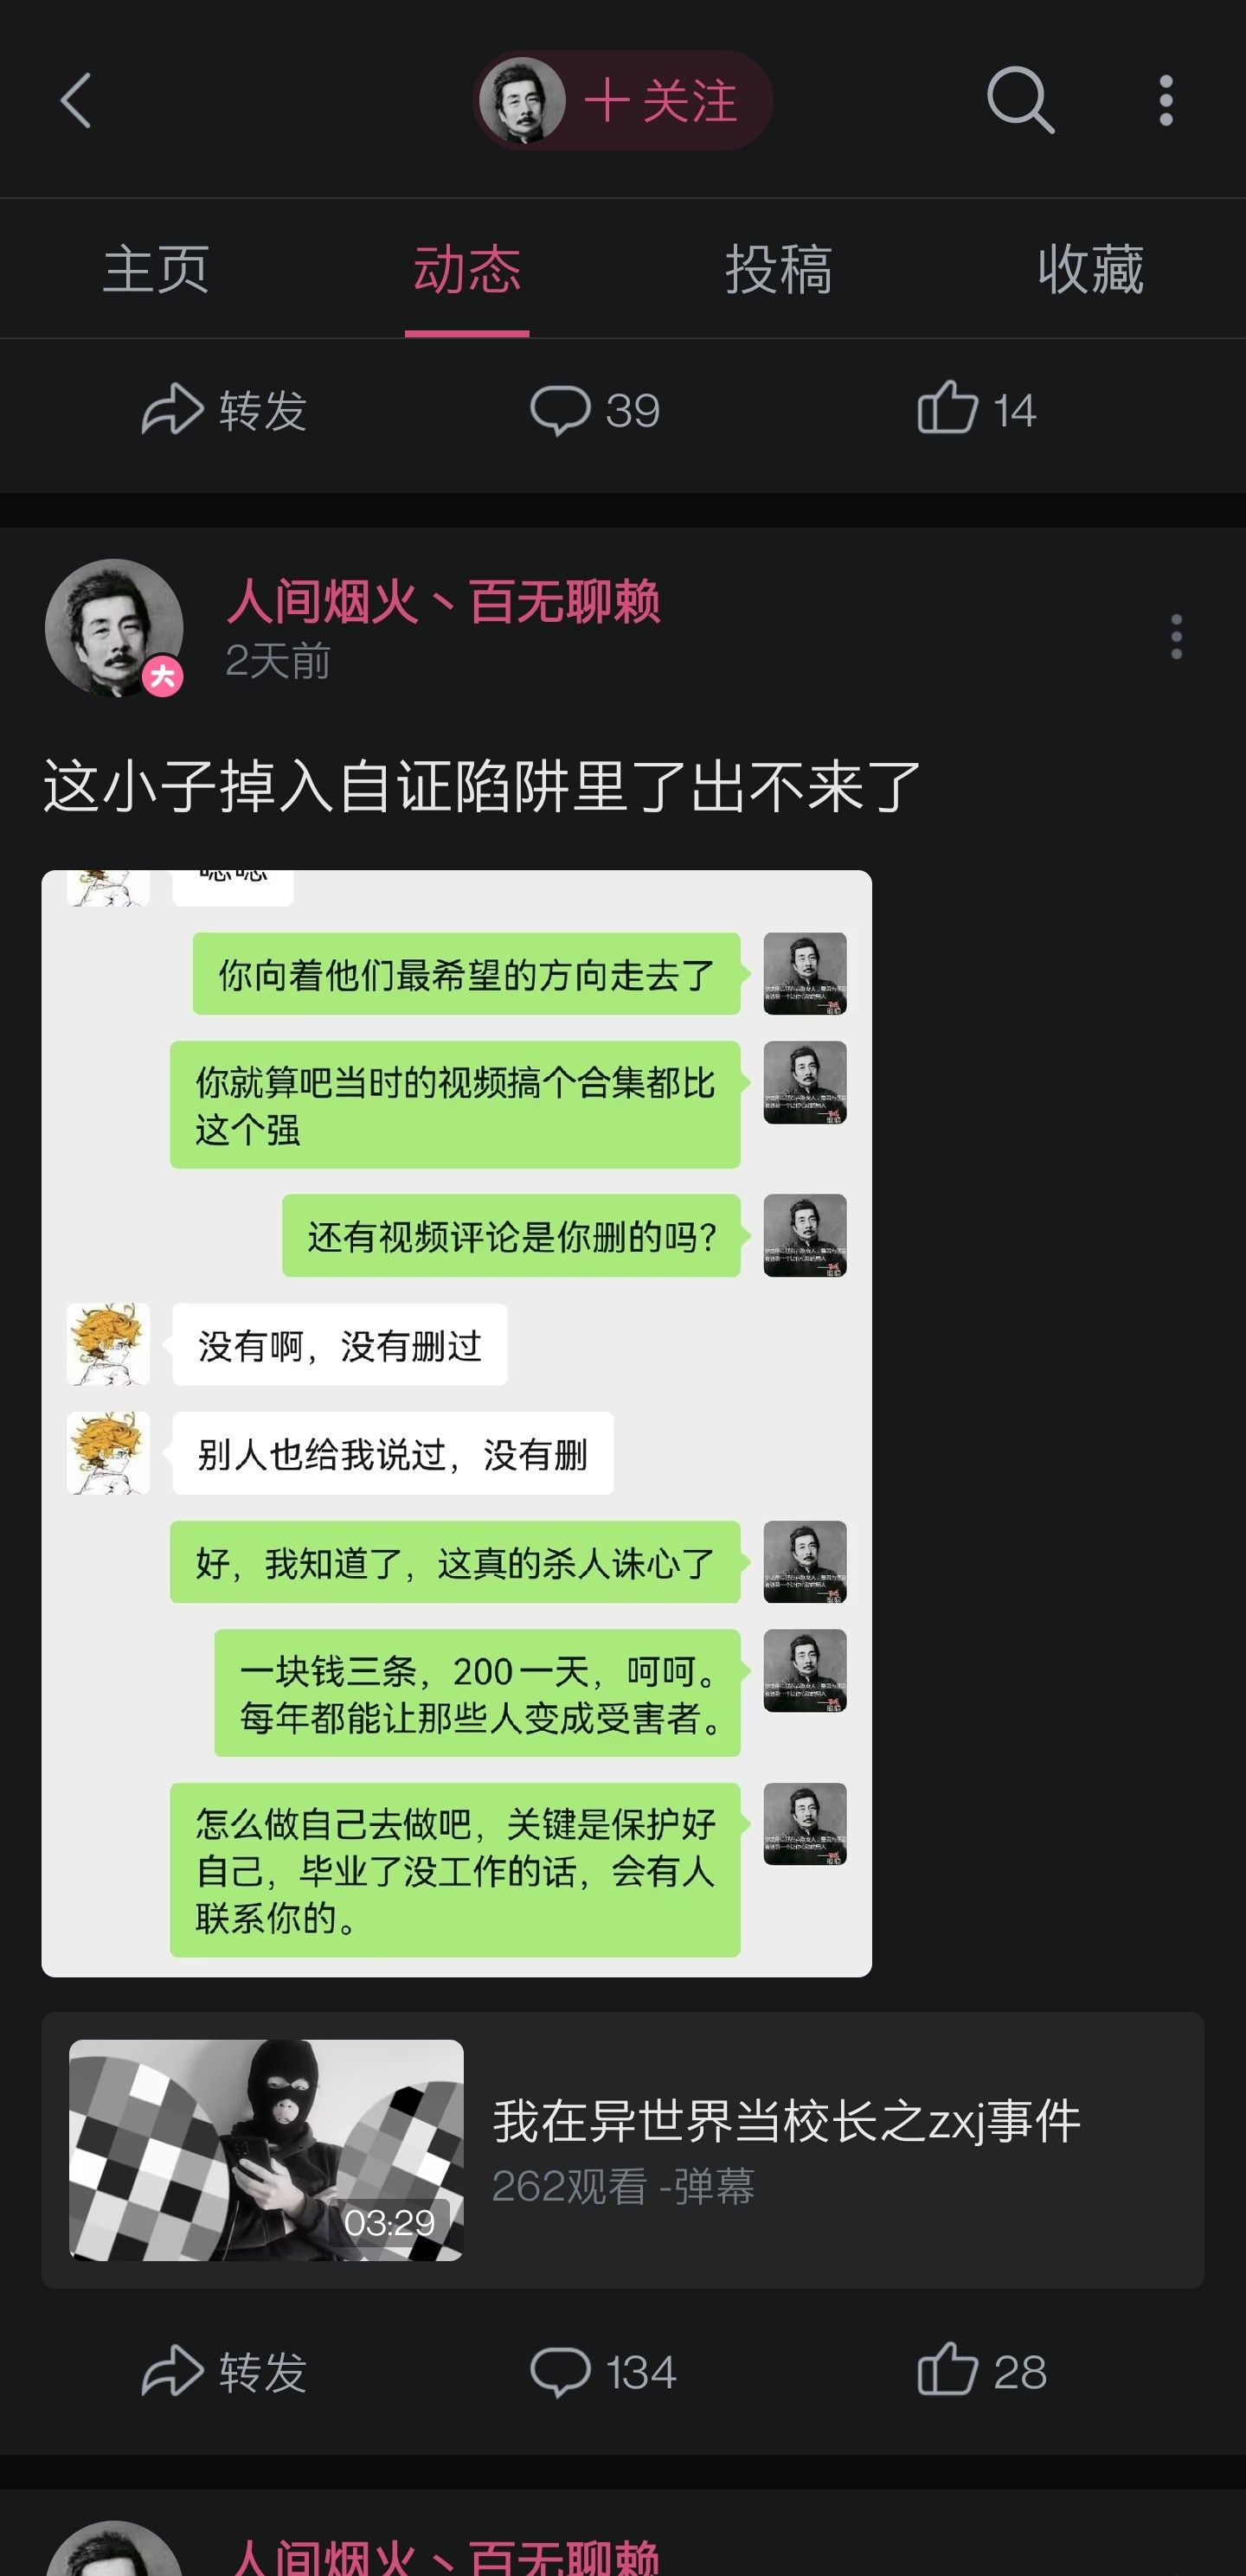 十 关注
主页
动态
投稿
收藏
转发
39
14
人间烟火丶百无聊赖
2天前
这小子掉入自证陷阱里了出不来了
嗯嗯
你向着他们最希望的方向走去了
你就算吧当时的视频搞个合集都比
这个强
还有视频评论是你删的吗?
没有啊，没有删过
别人也给我说过，没有删
好，我知道了，这真的杀人诛心了
一块钱三条，200一天，呵呵。
每年都能让那些人变成受害者。
怎么做自己去做吧，关键是保护好
自己，毕业了没工作的话，会有人
联系你的。
03:29
我在异世界当校长之zxj事件
262观看 -弹幕
转发
134
28
人间烟火丶百无聊赖